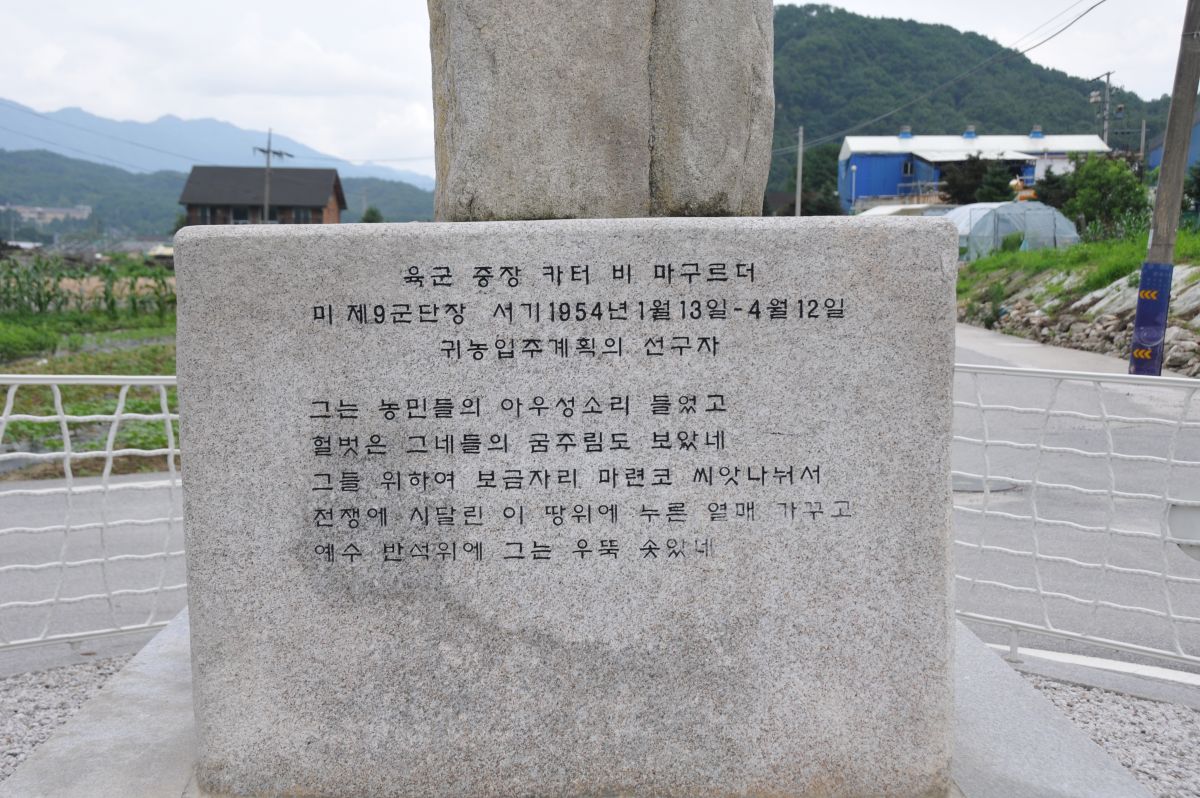 육군 중장 카터 비 마구르더
미 제9군단장 서기1954년1월13일-4월12일
귀농입주계획의 선구자
그는 농민들의 아우성소리 들었고
헐벗은 그네들의 굼주림도 보았네
그들 위하여 보금자리 마련코 씨앗나눠서
전쟁에 시달린 이 땅위에 누른 열매 가꾸고
예수 반석위에 그는 우뚝 솟았네